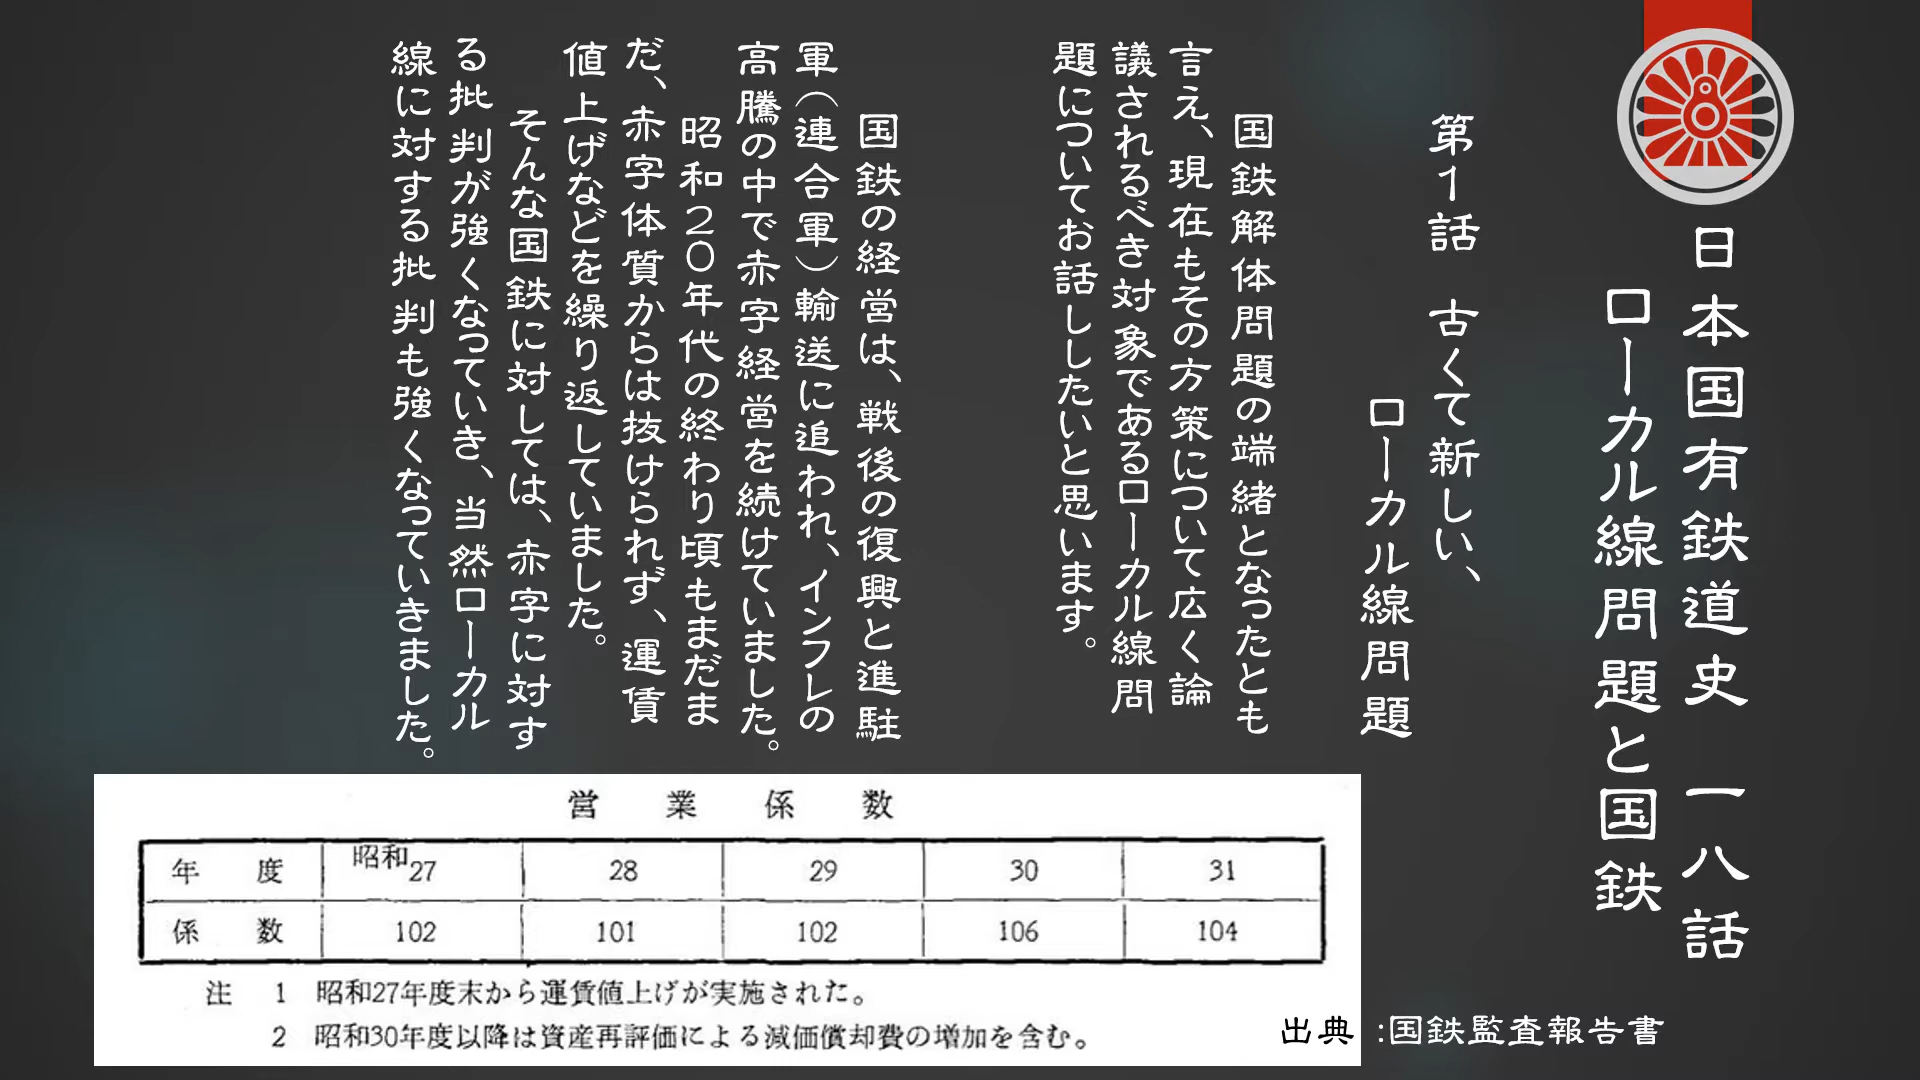 日本国有鉄道史 一八話
ローカル線問題と国鉄
第1話 古くて新しい、
ローカル線問題
国鉄解体問題の端緒となったとも
言え、現在もその方策について広く論
議されるべき対象であるローカル線問
題についてお話ししたいと思います。
国鉄の経営は、戦後の復興と進駐
軍(連合軍)輸送に追われ、インフレの
高騰の中で赤字経営を続けていました。
昭和20年代の終わり頃もまだま
だ、赤字体質からは抜けられず、運賃
値上げなどを繰り返していました。
そんな国鉄に対しては、赤字に対す
る批判が強くなっていき、当然ローカル
線に対する批判も強くなっていきました。
営業係数
年度 昭和27 28 29 30 31
係数 102 101 102 106 104
注 1 昭和27年度末から運賃値上げが実施された。
2 昭和30年度以降は資産再評価による減価償却費の増加を含む。
出典 :国鉄監査報告書